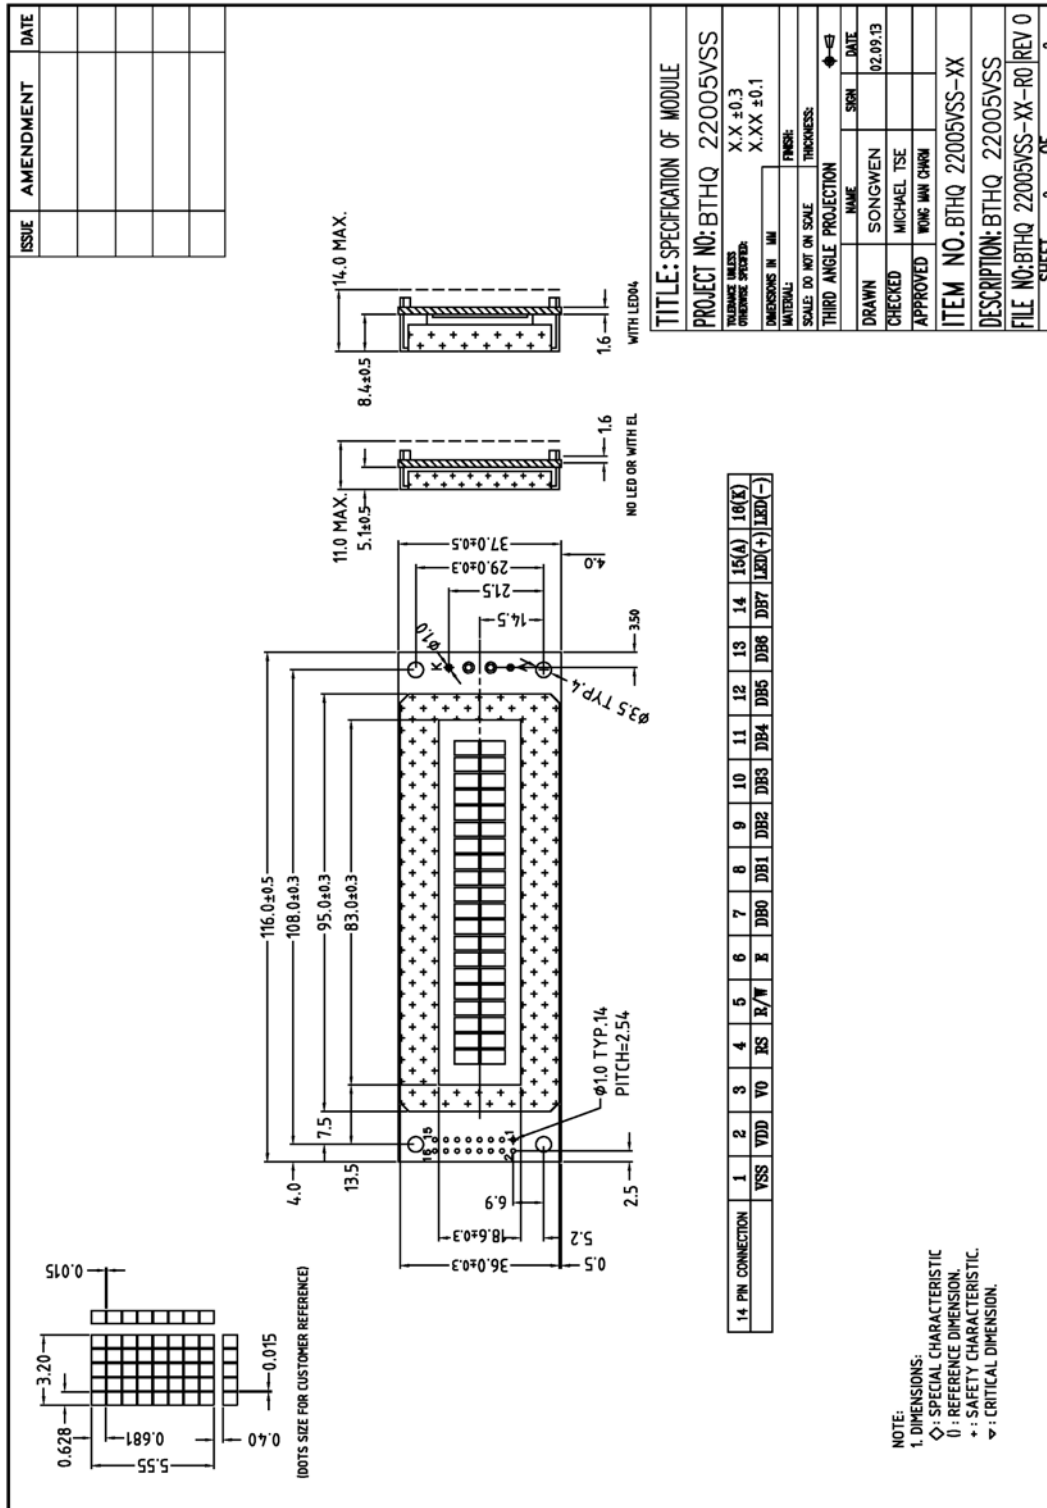 ISSUE AMENDMENT DATE
14.0 MAX.
8.4±0.5
1.6
WITH LED04
11.0 MAX.
5.1±0.5
1.6
NO LED OR WITH EL
116.0±0.5
108.0±0.3
95.0±0.3
83.0±0.3
4.0
7.5
13.5
37.0±0.5
29.0±0.3
21.5
14.5
4.0
3.50
Ø1.0
K
A
Ø3.5 TYP.4
16 15
2 1
Ø1.0 TYP.14
PITCH=2.54
2.5
6.9
18.6±0.3
5.2
36.0±0.3
0.5
0.015
3.20
0.628
0.681
5.55
0.40
0.015
(DOTS SIZE FOR CUSTOMER REFERENCE)
14 PIN CONNECTION 1 2 3 4 5 6 7 8 9 10 11 12 13 14 15(A) 16(K)
VSS VDD V0 RS R/W E DB0 DB1 DB2 DB3 DB4 DB5 DB6 DB7 LED(+) LED(-)
NOTE:
1. DIMENSIONS:
◇: SPECIAL CHARACTERISTIC
(): REFERENCE DIMENSION.
+: SAFETY CHARACTERISTIC.
▽: CRITICAL DIMENSION.
TITLE: SPECIFICATION OF MODULE
PROJECT NO: BTHQ 22005VSS
TOLERANCE UNLESS
OTHERWISE SPECIFIED:
X.X ±0.3
X.XX ±0.1
DIMENSIONS IN MM
MATERIAL: FINISH:
SCALE: DO NOT ON SCALE THICKNESS:
THIRD ANGLE PROJECTION
NAME SIGN DATE
DRAWN SONGWEN 02.09.13
CHECKED MICHAEL TSE
APPROVED WONG MAN CHARM
ITEM NO. BTHQ 22005VSS-XX
DESCRIPTION: BTHQ 22005VSS
FILE NO: BTHQ 22005VSS-XX-R0 REV 0
SHEET OF